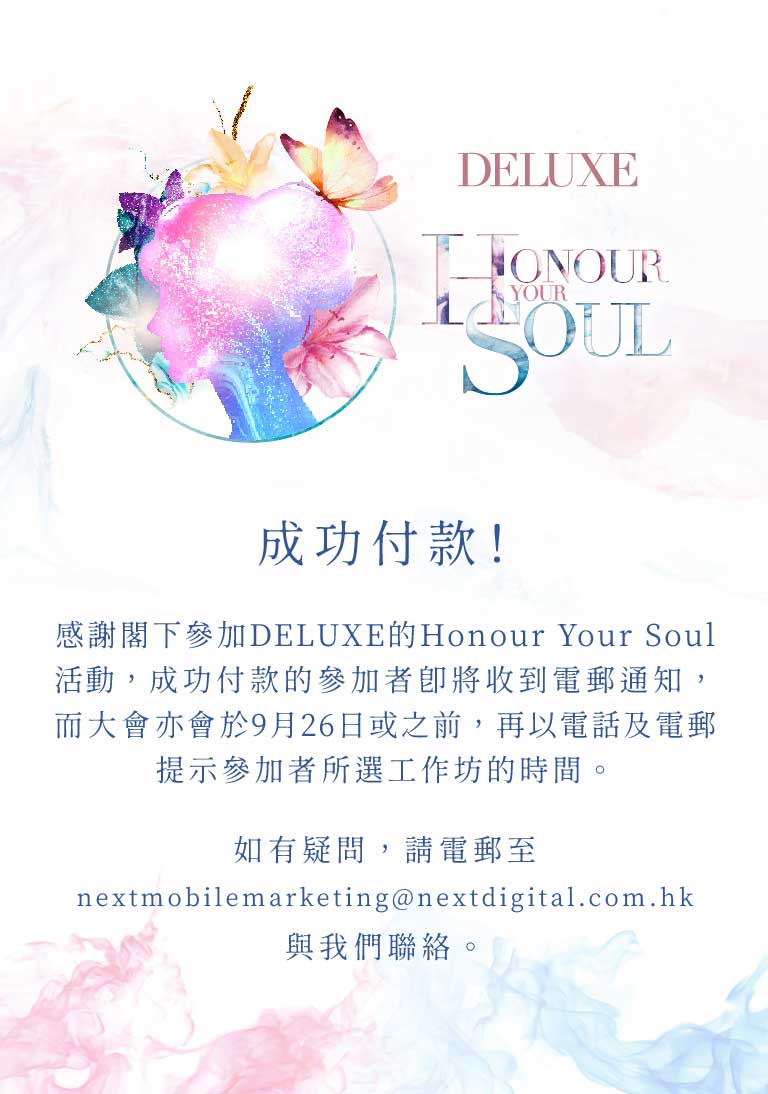 DELUXE
HONOUR
YOUR
SOUL
成功付款!
感謝閣下參加DELUXE的Honour Your Soul
活動，成功付款的參加者即將收到電郵通知，
而大會亦會於9月26日或之前，再以電話及電郵
提示參加者所選工作坊的時間。
如有疑問，請電郵至
nextmobilemarketing@nextdigital.com.hk
與我們聯絡。